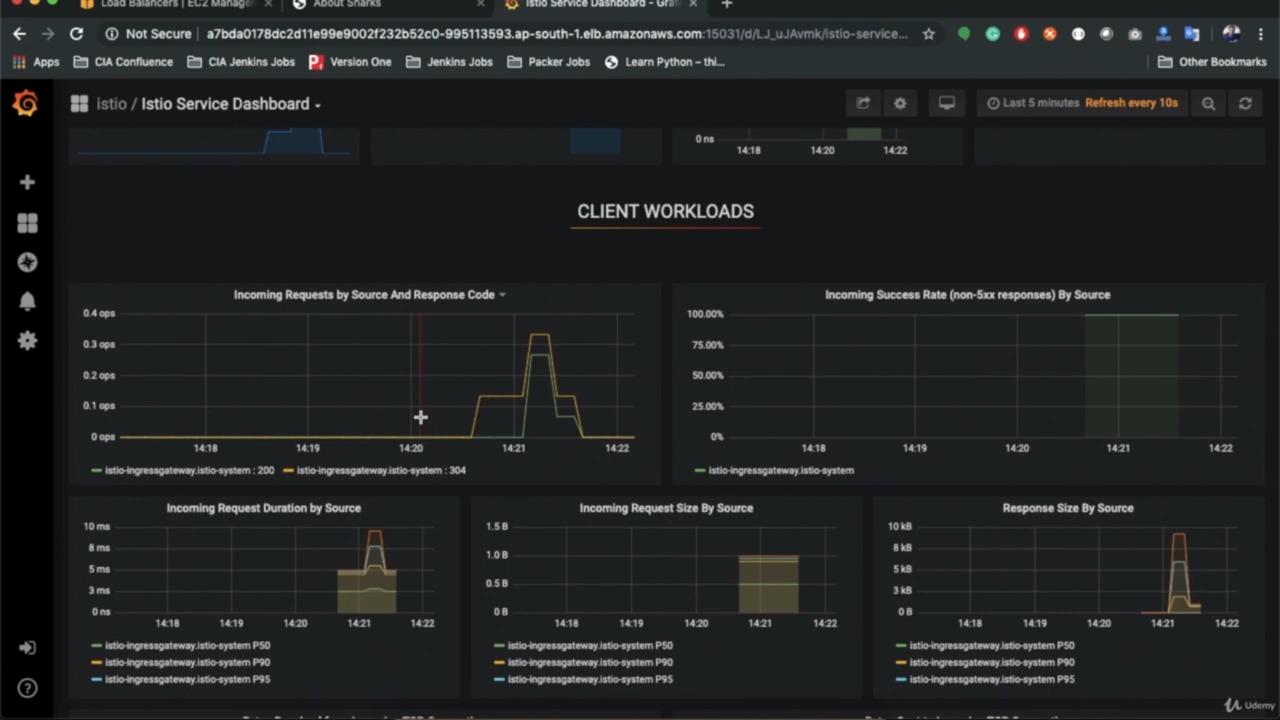 Load Balancers | EC2 Manager
About Sharks
Istio Service Dashboard - Graf
Not Secure
a7bda0178dc2d11e99e9002f232b52c0-995113593.ap-south-1.elb.amazonaws.com:15031/d/LJ_uJAvmk/istio-service...
Apps
CIA Confluence
CIA Jenkins Jobs
Version One
Jenkins Jobs
Packer Jobs
Learn Python – thi...
Other Bookmarks
istio / Istio Service Dashboard
Last 5 minutes Refresh every 10s
0 ns
14:18 14:20 14:22
CLIENT WORKLOADS
Incoming Requests by Source And Response Code
0.4 ops
0.3 ops
0.2 ops
0.1 ops
0 ops
14:18 14:19 14:20 14:21 14:22
istio-ingressgateway.istio-system : 200 istio-ingressgateway.istio-system : 304
Incoming Success Rate (non-5xx responses) By Source
100.00%
75.00%
50.00%
25.00%
0%
14:18 14:19 14:20 14:21 14:22
istio-ingressgateway.istio-system
Incoming Request Duration by Source
10 ms
8 ms
5 ms
3 ms
0 ns
14:18 14:19 14:20 14:21 14:22
istio-ingressgateway.istio-system P50
istio-ingressgateway.istio-system P90
istio-ingressgateway.istio-system P95
Incoming Request Size By Source
1.5 B
1.0 B
0.5 B
0 B
14:18 14:19 14:20 14:21 14:22
istio-ingressgateway.istio-system P50
istio-ingressgateway.istio-system P90
istio-ingressgateway.istio-system P95
Response Size By Source
10 kB
8 kB
5 kB
3 kB
0 B
14:18 14:19 14:20 14:21 14:22
istio-ingressgateway.istio-system P50
istio-ingressgateway.istio-system P90
istio-ingressgateway.istio-system P95
Udemy